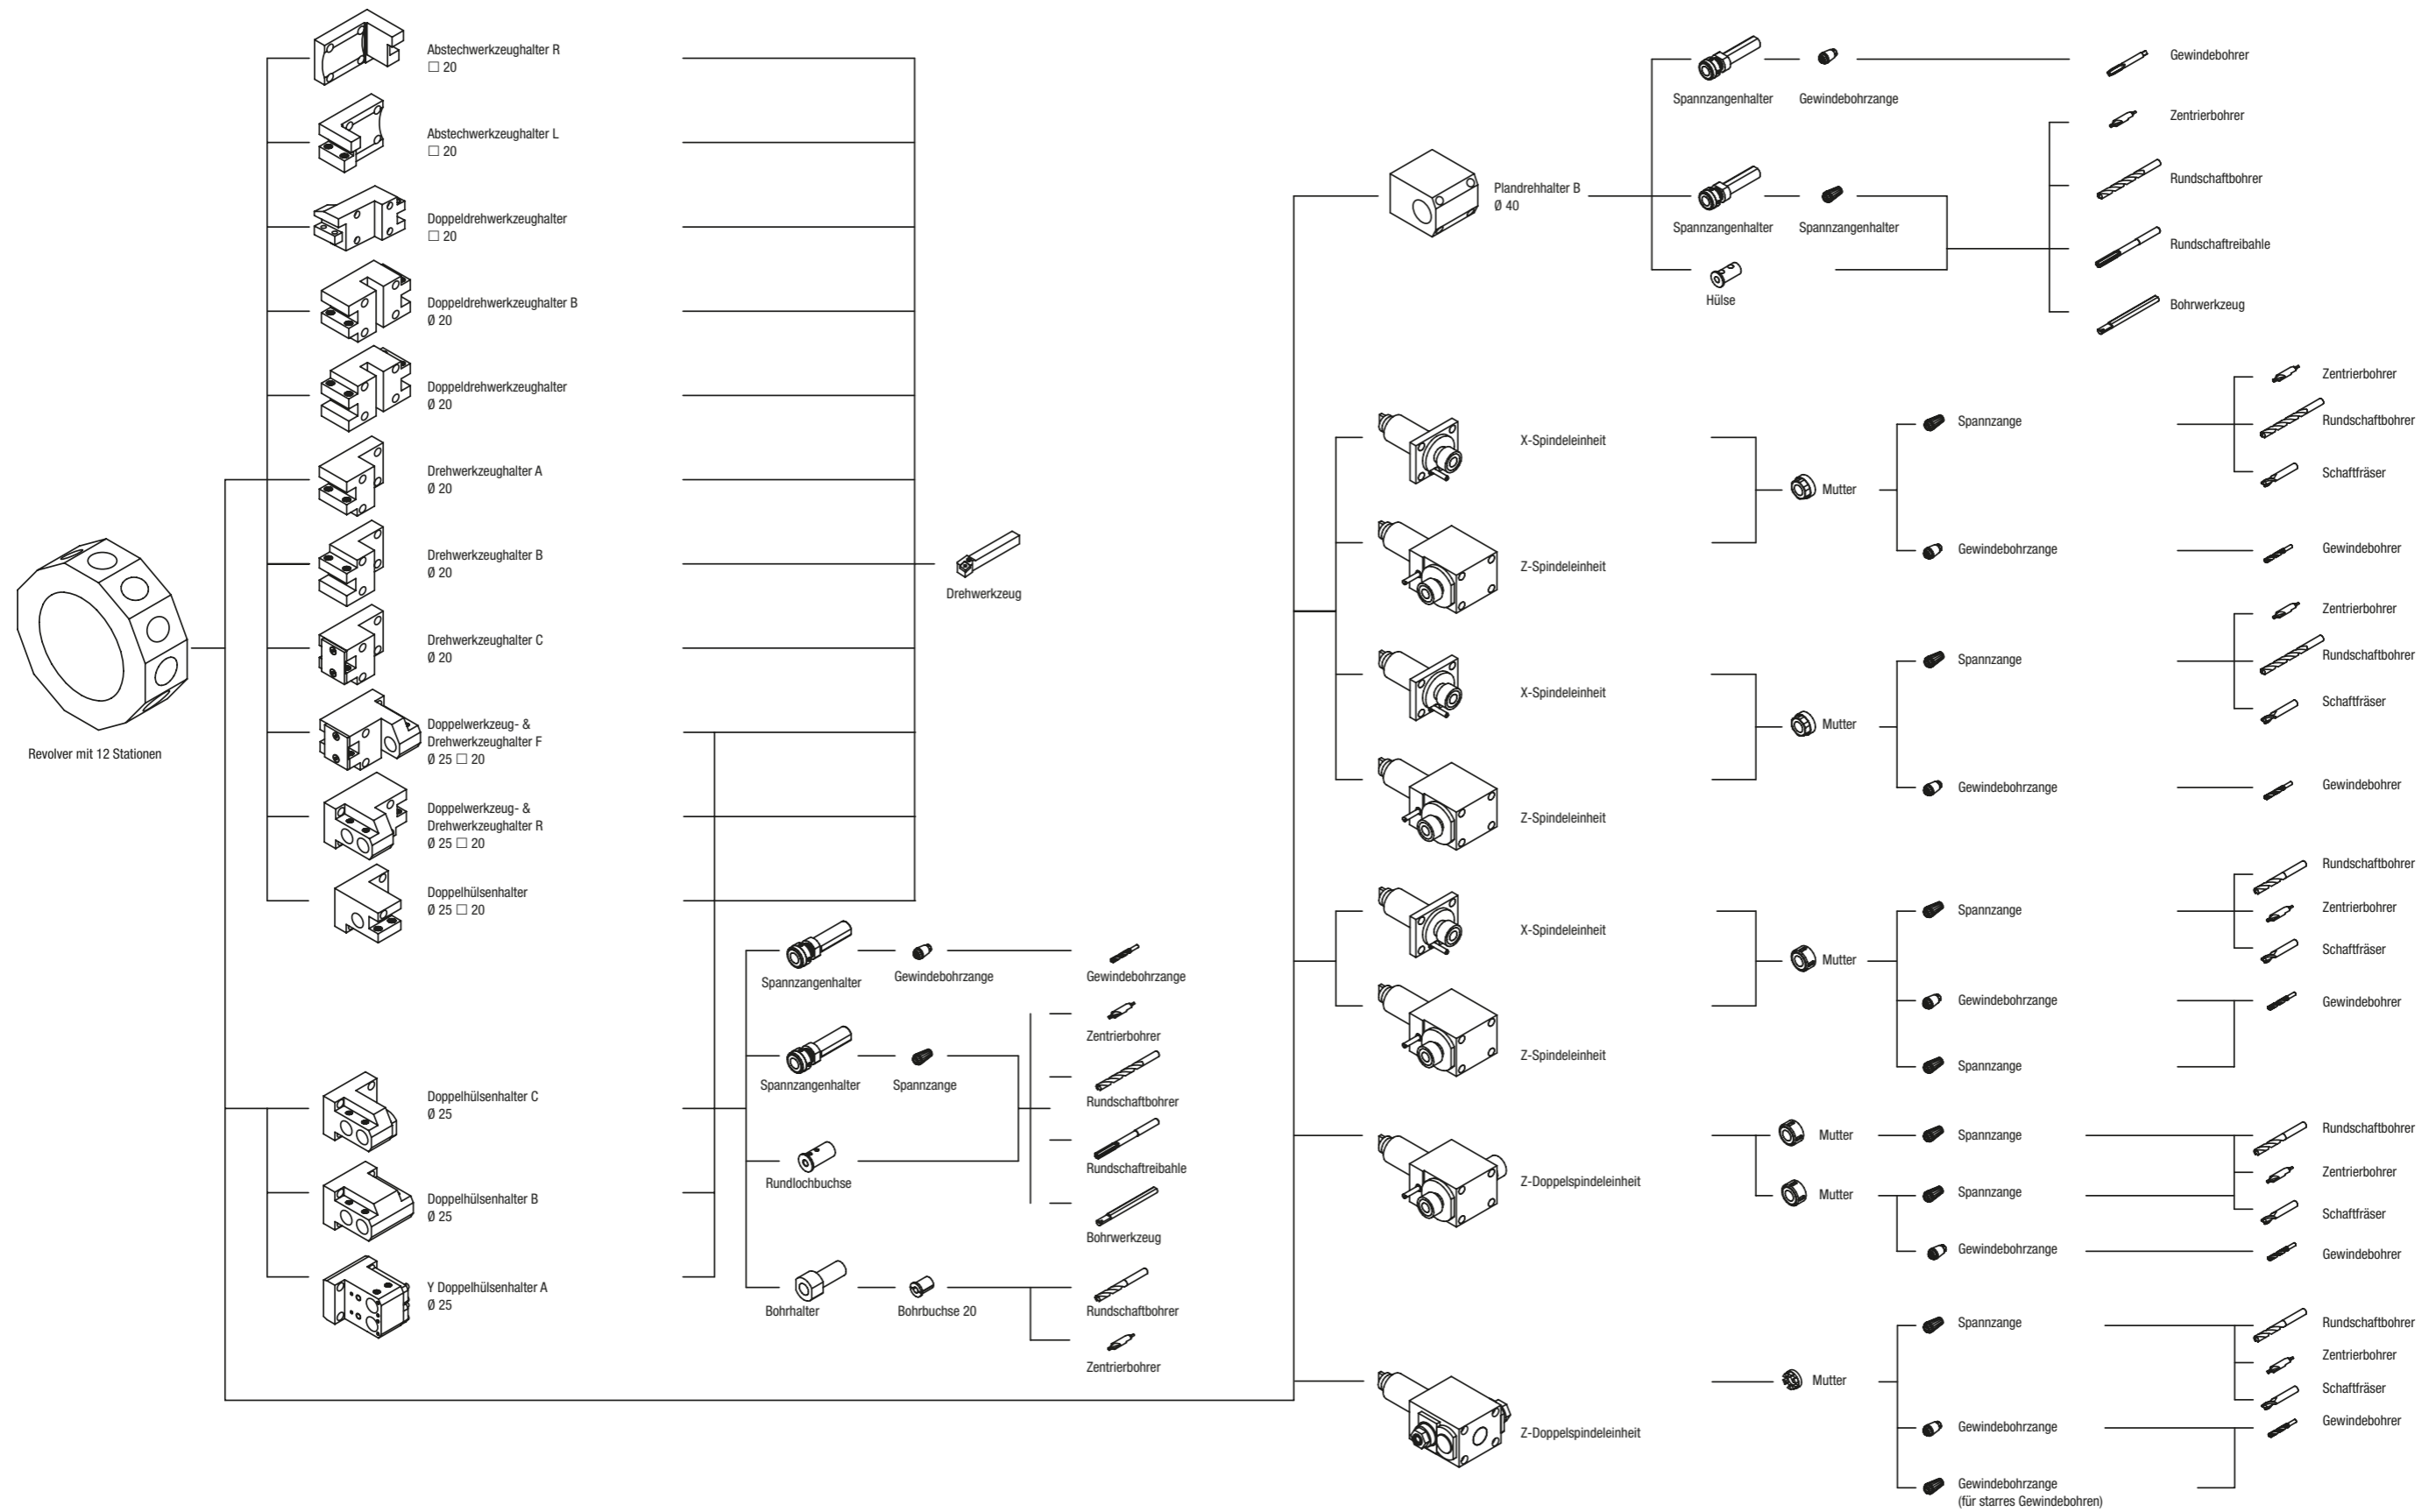 Revolver mit 12 Stationen
Abstechwerkzeughalter R
□ 20
Abstechwerkzeughalter L
□ 20
Doppeldrehwerkzeughalter
□ 20
Doppeldrehwerkzeughalter B
Ø 20
Doppeldrehwerkzeughalter
Ø 20
Drehwerkzeughalter A
Ø 20
Drehwerkzeughalter B
Ø 20
Drehwerkzeughalter C
Ø 20
Doppelwerkzeug- &
Drehwerkzeughalter F
Ø 25 □ 20
Doppelwerkzeug- &
Drehwerkzeughalter R
Ø 25 □ 20
Doppelhülsenhalter
Ø 25 □ 20
Doppelhülsenhalter C
Ø 25
Doppelhülsenhalter B
Ø 25
Y Doppelhülsenhalter A
Ø 25
Drehwerkzeug
Spannzangenhalter
Gewindebohrzange
Gewindebohrzange
Spannzangenhalter
Spannzange
Rundlochbuchse
Zentrierbohrer
Rundschaftbohrer
Rundschaftreibahle
Bohrwerkzeug
Bohrhalter
Bohrbuchse 20
Rundschaftbohrer
Zentrierbohrer
Plandrehhalter B
Ø 40
Spannzangenhalter
Gewindebohrzange
Gewindebohrer
Spannzangenhalter
Spannzangenhalter
Hülse
Zentrierbohrer
Rundschaftbohrer
Rundschaftreibahle
Bohrwerkzeug
X-Spindeleinheit
Z-Spindeleinheit
Mutter
Spannzange
Gewindebohrzange
Zentrierbohrer
Rundschaftbohrer
Schaftfräser
Gewindebohrer
X-Spindeleinheit
Z-Spindeleinheit
Mutter
Spannzange
Gewindebohrzange
Zentrierbohrer
Rundschaftbohrer
Schaftfräser
Gewindebohrer
X-Spindeleinheit
Z-Spindeleinheit
Mutter
Spannzange
Gewindebohrzange
Spannzange
Rundschaftbohrer
Zentrierbohrer
Schaftfräser
Gewindebohrer
Z-Doppelspindeleinheit
Mutter
Spannzange
Mutter
Spannzange
Gewindebohrzange
Rundschaftbohrer
Zentrierbohrer
Schaftfräser
Gewindebohrer
Z-Doppelspindeleinheit
Mutter
Spannzange
Gewindebohrzange
Gewindebohrzange
(für starres Gewindebohren)
Rundschaftbohrer
Zentrierbohrer
Schaftfräser
Gewindebohrer